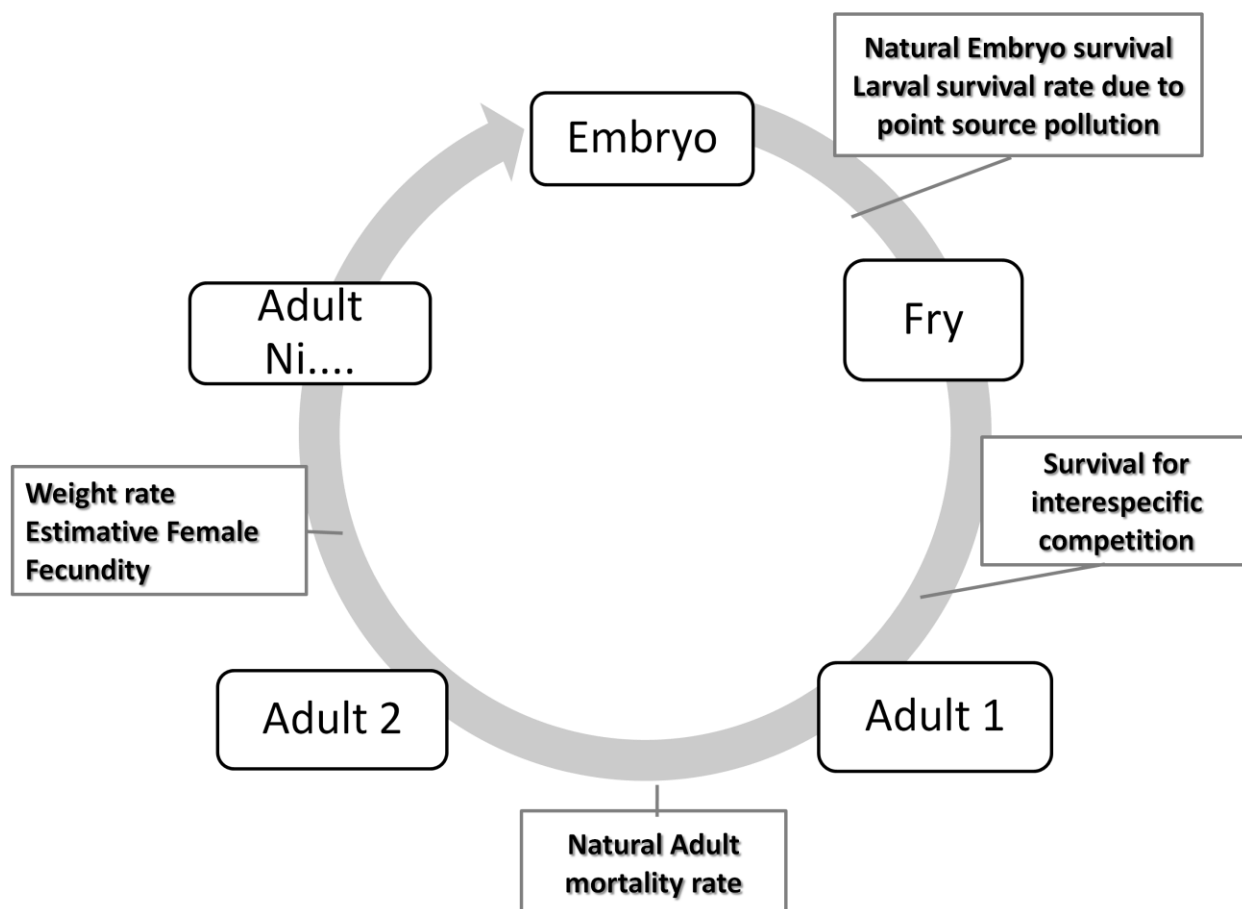 Natural Embryo survival
Larval survival rate due to
point source pollution
Embryo
Fry
Adult
Ni....
Survival for
interespecific
competition
Weight rate
Estimative Female
Fecundity
Adult 1
Adult 2
Natural Adult
mortality rate